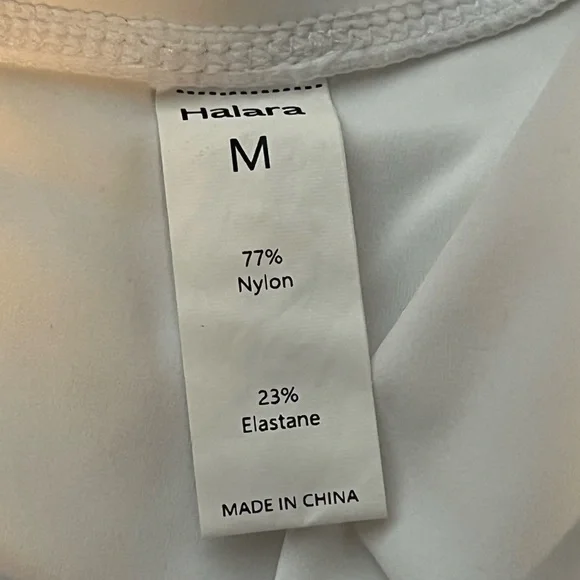 Halara
M
77%
Nylon
23%
Elastane
MADE IN CHINA